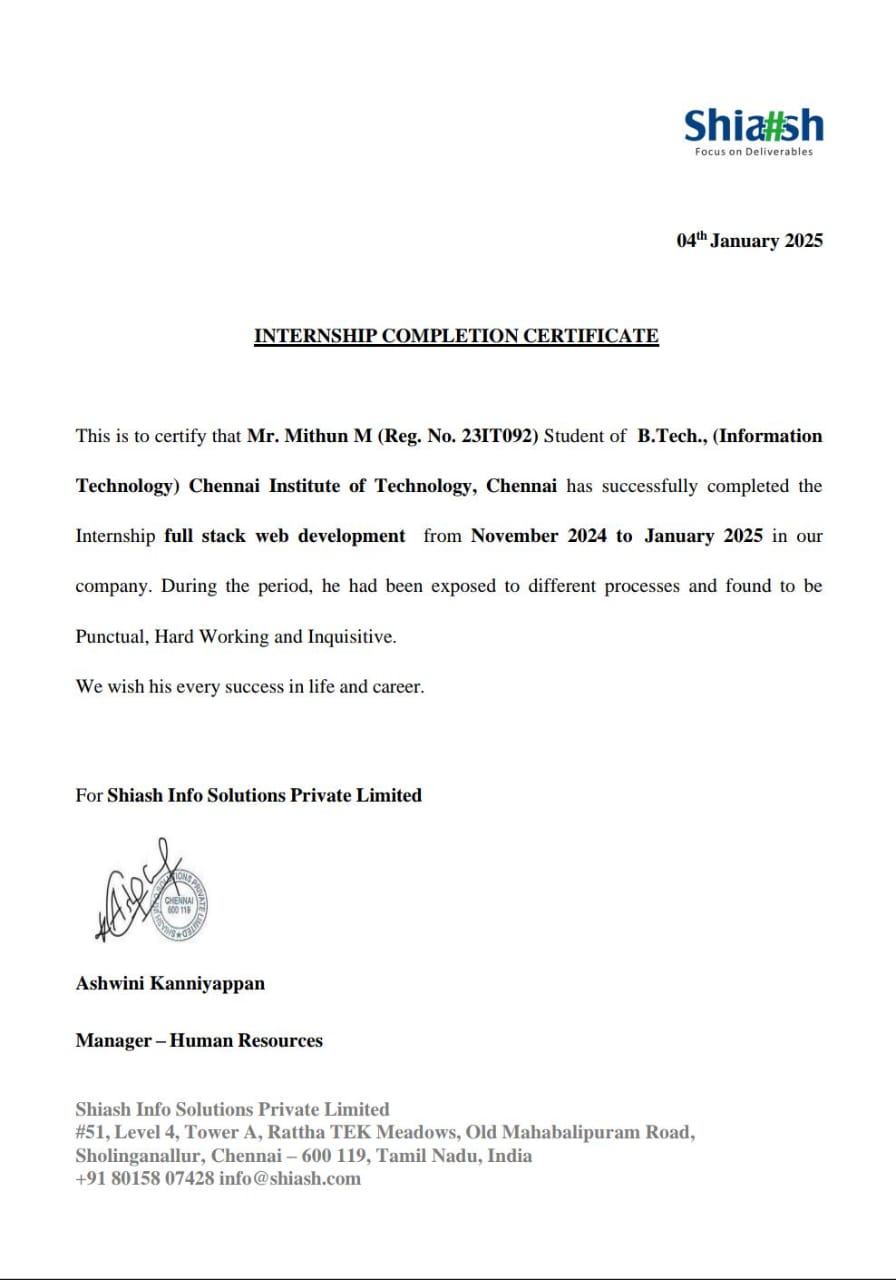 Shia#sh
Focus on Deliverables
04th January 2025
INTERNSHIP COMPLETION CERTIFICATE
This is to certify that Mr. Mithun M (Reg. No. 23IT092) Student of B.Tech., (Information
Technology) Chennai Institute of Technology, Chennai has successfully completed the
Internship full stack web development from November 2024 to January 2025 in our
company. During the period, he had been exposed to different processes and found to be
Punctual, Hard Working and Inquisitive.
We wish his every success in life and career.
For Shiash Info Solutions Private Limited
SHIASH INFO SOLUTIONS PRIVATE LIMITED
CHENNAI
600 119
Ashwini Kanniyappan
Manager – Human Resources
Shiash Info Solutions Private Limited
#51, Level 4, Tower A, Rattha TEK Meadows, Old Mahabalipuram Road,
Sholinganallur, Chennai – 600 119, Tamil Nadu, India
+91 80158 07428 info@shiash.com